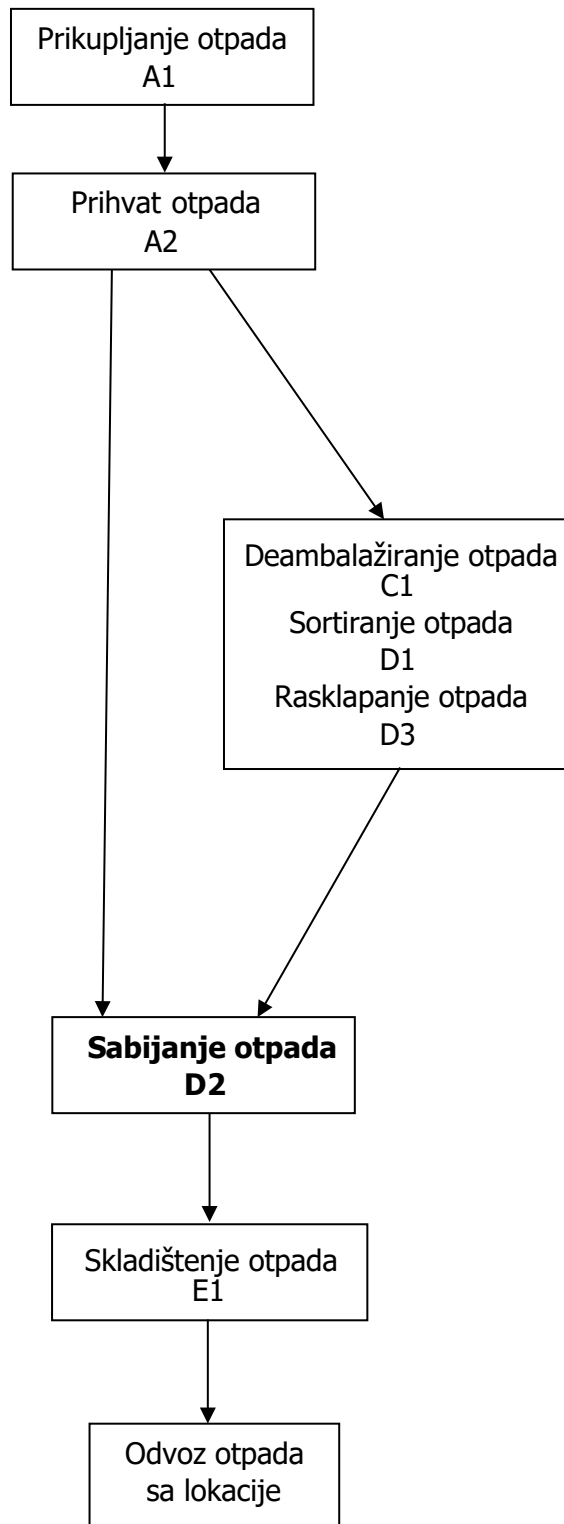 Prikupljanje otpada
A1
Prihvat otpada
A2
Deambalažiranje otpada
C1
Sortiranje otpada
D1
Rasklapanje otpada
D3
Sabijanje otpada
D2
Skladištenje otpada
E1
Odvoz otpada
sa lokacije